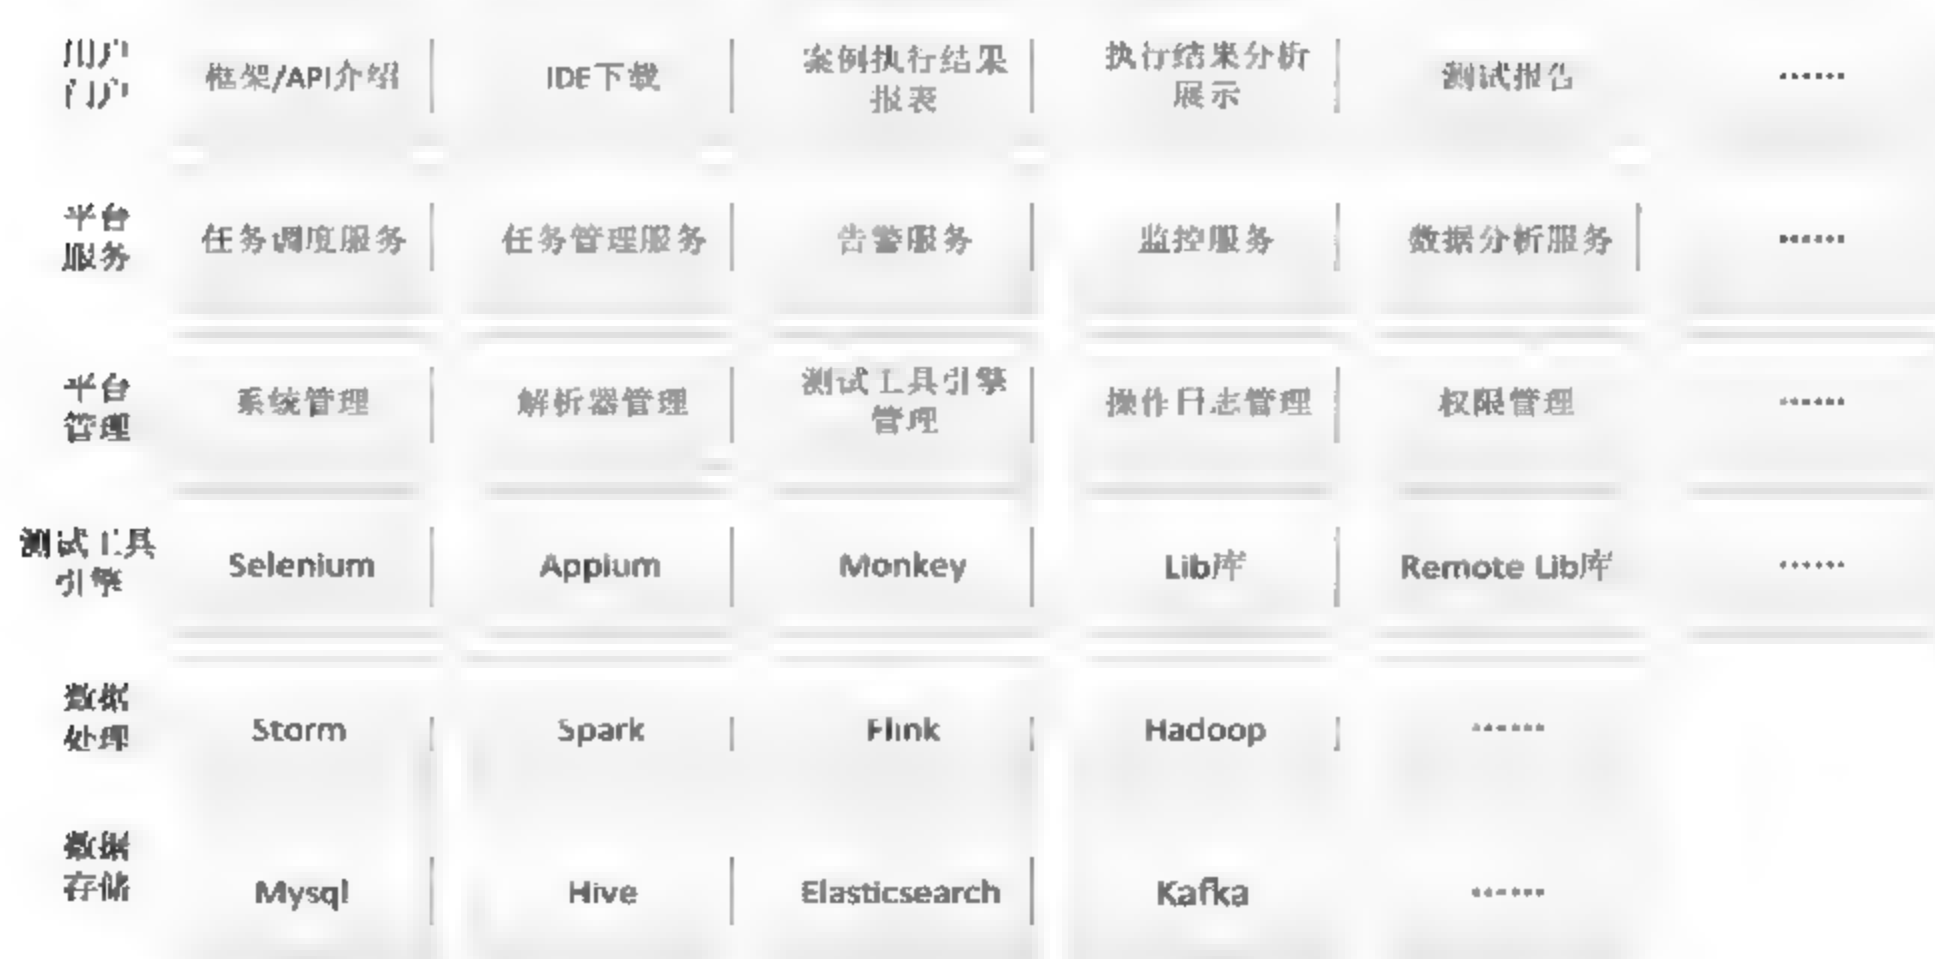 用户
门户
框架/API介绍
IDE下载
案例执行结果
报表
执行结果分析
展示
测试报告
......
平台
服务
任务调度服务
任务管理服务
告警服务
监控服务
数据分析服务
......
平台
管理
系统管理
解析器管理
测试工具引擎
管理
操作日志管理
权限管理
......
测试工具
引擎
Selenium
Appium
Monkey
Lib库
Remote Lib库
......
数据
处理
Storm
Spark
Flink
Hadoop
......
数据
存储
Mysql
Hive
Elasticsearch
Kafka
......